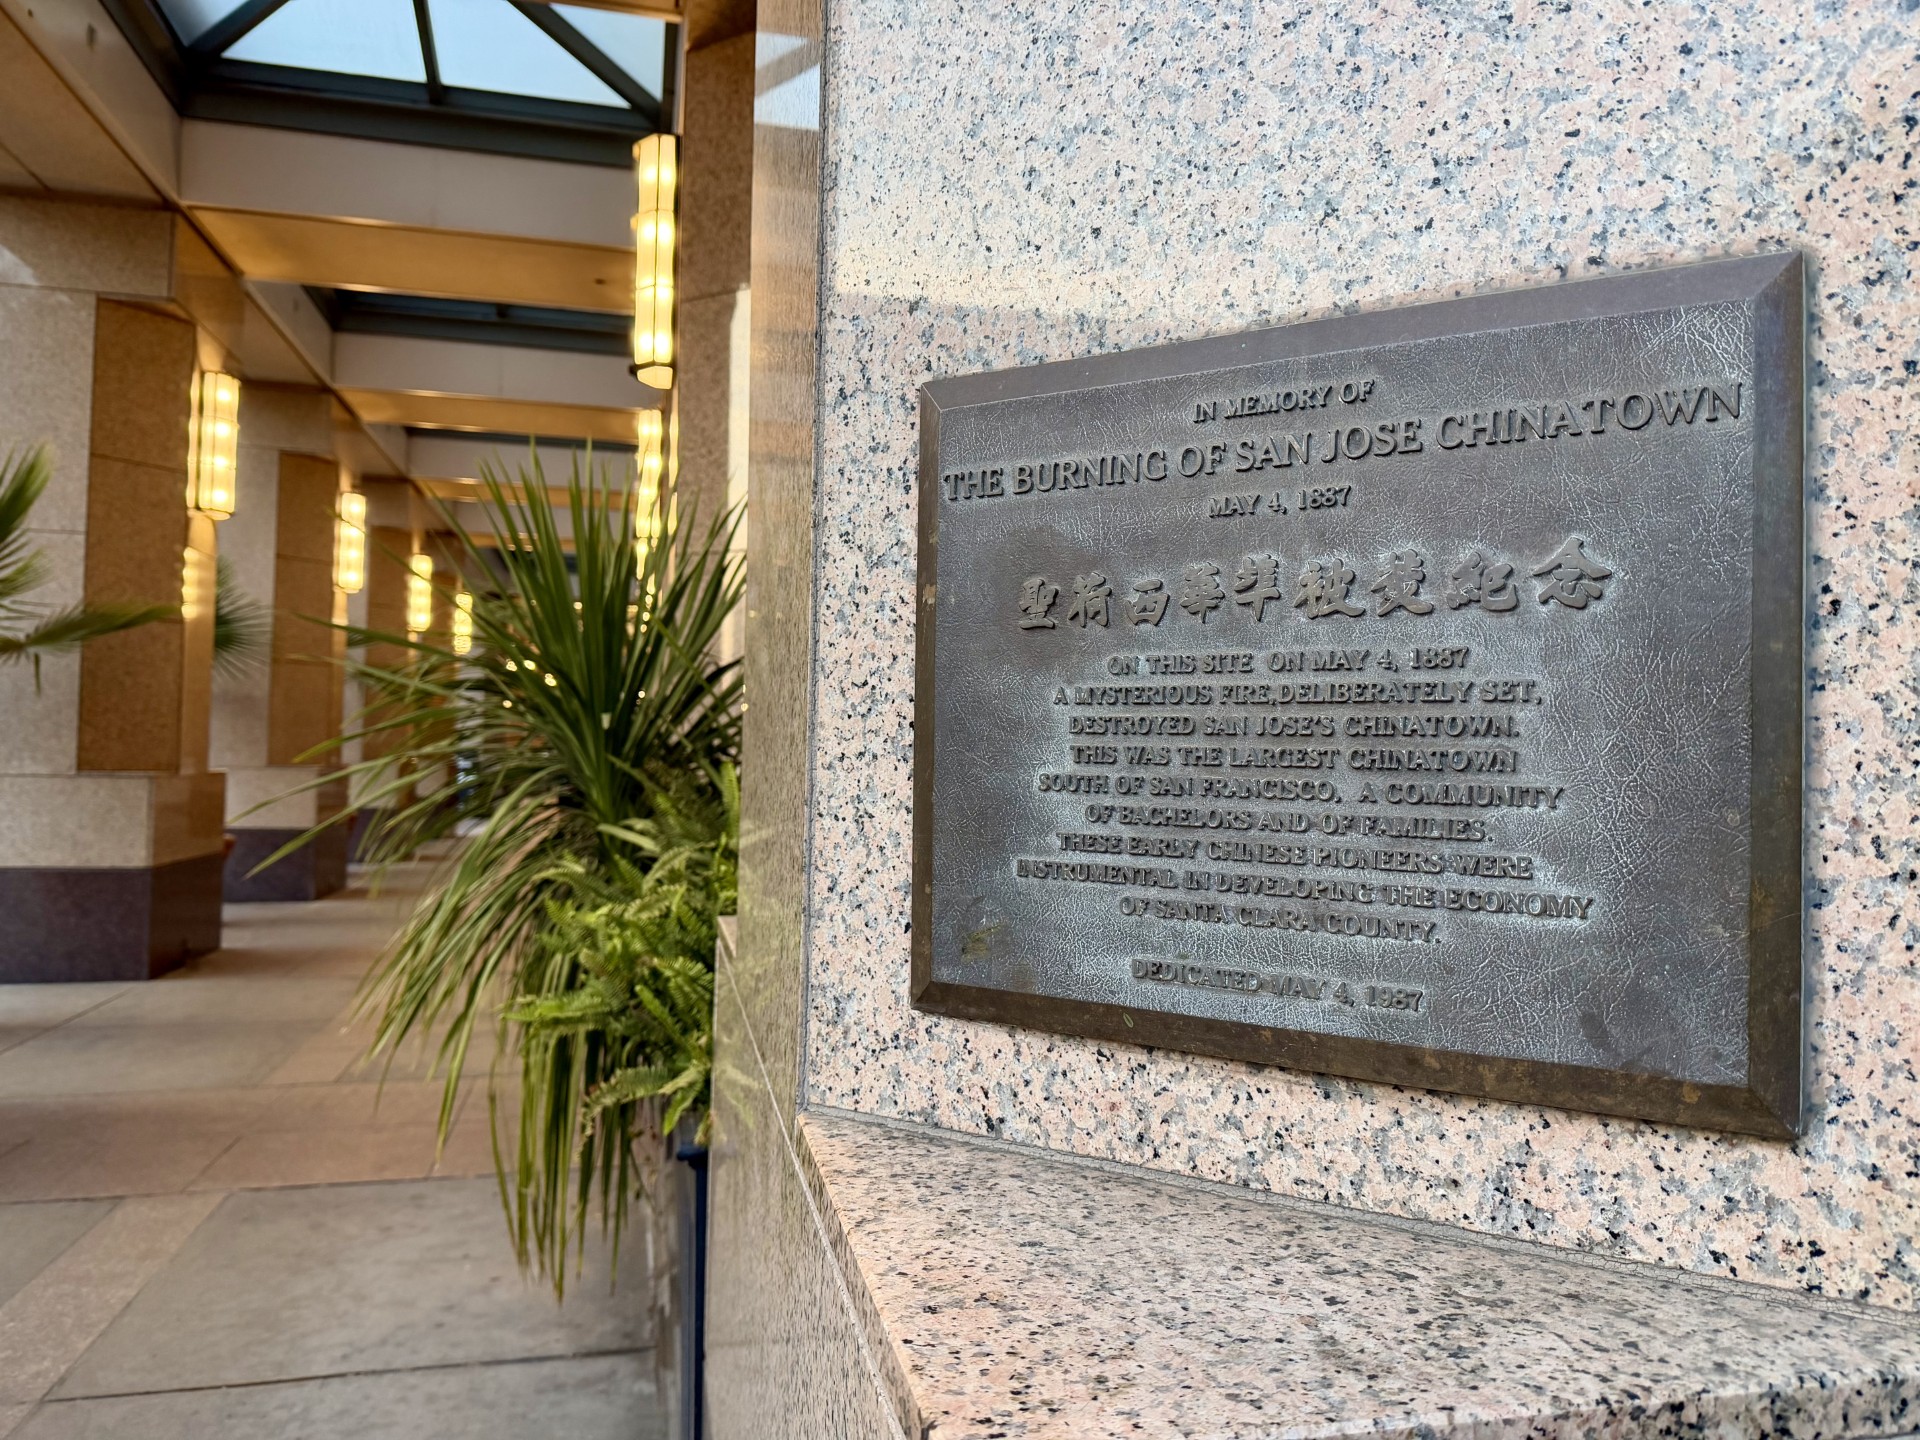 IN MEMORY OF
THE BURNING OF SAN JOSE CHINATOWN
MAY 4, 1887
聖荷西華埠被焚紀念
ON THIS SITE ON MAY 4, 1887
A MYSTERIOUS FIRE, DELIBERATELY SET,
DESTROYED SAN JOSE'S CHINATOWN.
THIS WAS THE LARGEST CHINATOWN
SOUTH OF SAN FRANCISCO, A COMMUNITY
OF BACHELORS AND OF FAMILIES.
THESE EARLY CHINESE PIONEERS WERE
INSTRUMENTAL IN DEVELOPING THE ECONOMY
OF SANTA CLARA COUNTY.
DEDICATED MAY 4, 1987